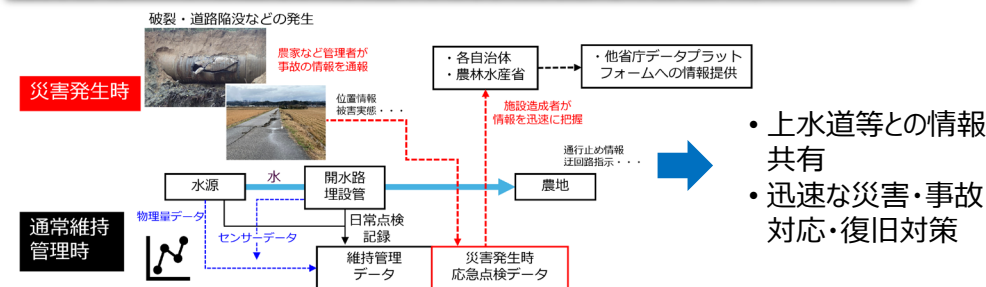 破裂・道路陥没などの発生
農家など管理者が
事故の情報を通報
災害発生時
位置情報
被害実態・・・
・各自治体
・農林水産省
・他省庁データプラット
フォームへの情報提供
施設造成者が
情報を迅速に把握
通行止め情報
迂回路指示・・・
水源
水
開水路
埋設管
農地
通常維持
管理時
物理量データ
センサーデータ
日常点検
記録
維持管理
データ
災害発生時
応急点検データ
• 上水道等との情報
共有
• 迅速な災害・事故
対応・復旧対策